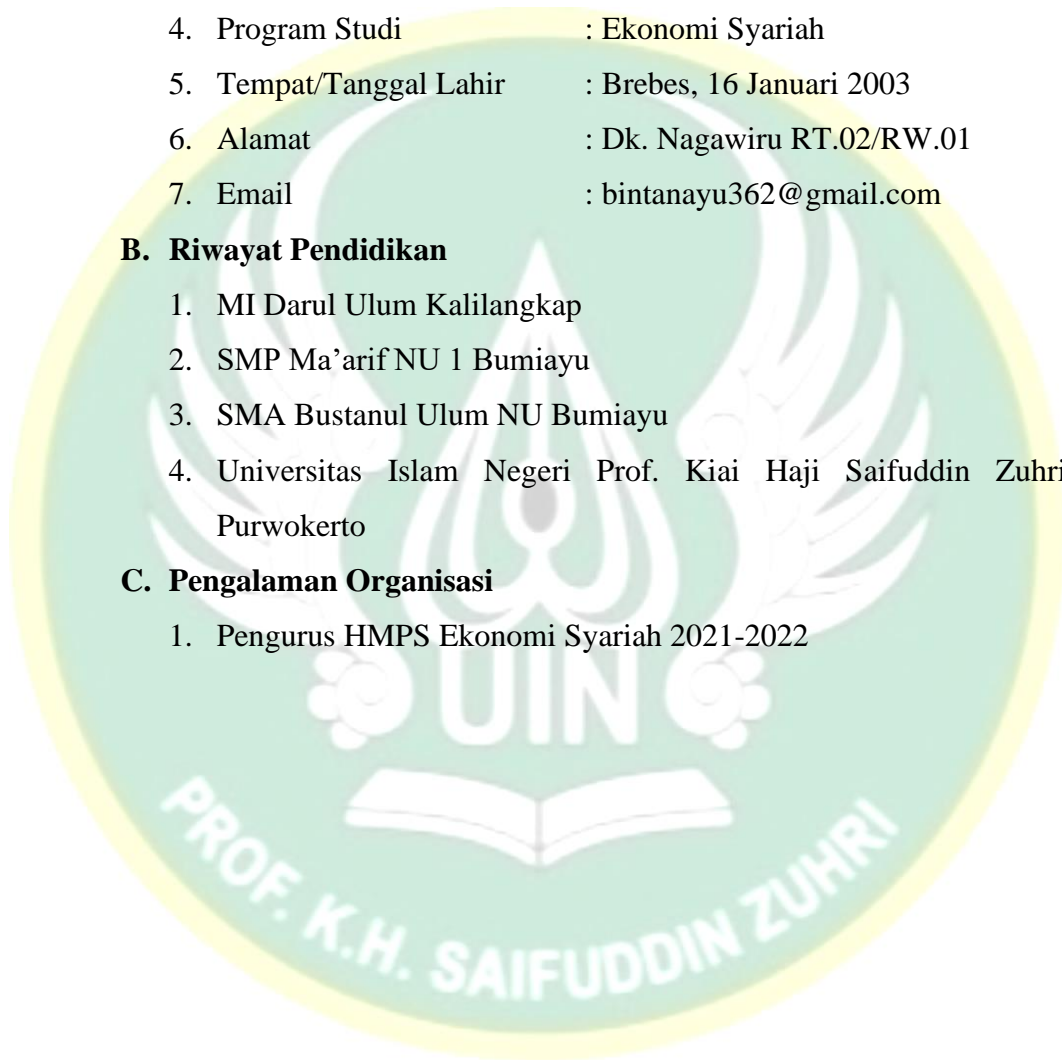 4. Program Studi : Ekonomi Syariah
5. Tempat/Tanggal Lahir : Brebes, 16 Januari 2003
6. Alamat : Dk. Nagawiru RT.02/RW.01
7. Email : bintanayu362@gmail.com
B. Riwayat Pendidikan
1. MI Darul Ulum Kalilangkap
2. SMP Ma’arif NU 1 Bumiayu
3. SMA Bustanul Ulum NU Bumiayu
4. Universitas Islam Negeri Prof. Kiai Haji Saifuddin Zuhri
Purwokerto
C. Pengalaman Organisasi
1. Pengurus HMPS Ekonomi Syariah 2021-2022
UIN
PROF. K.H. SAIFUDDIN ZUHRI